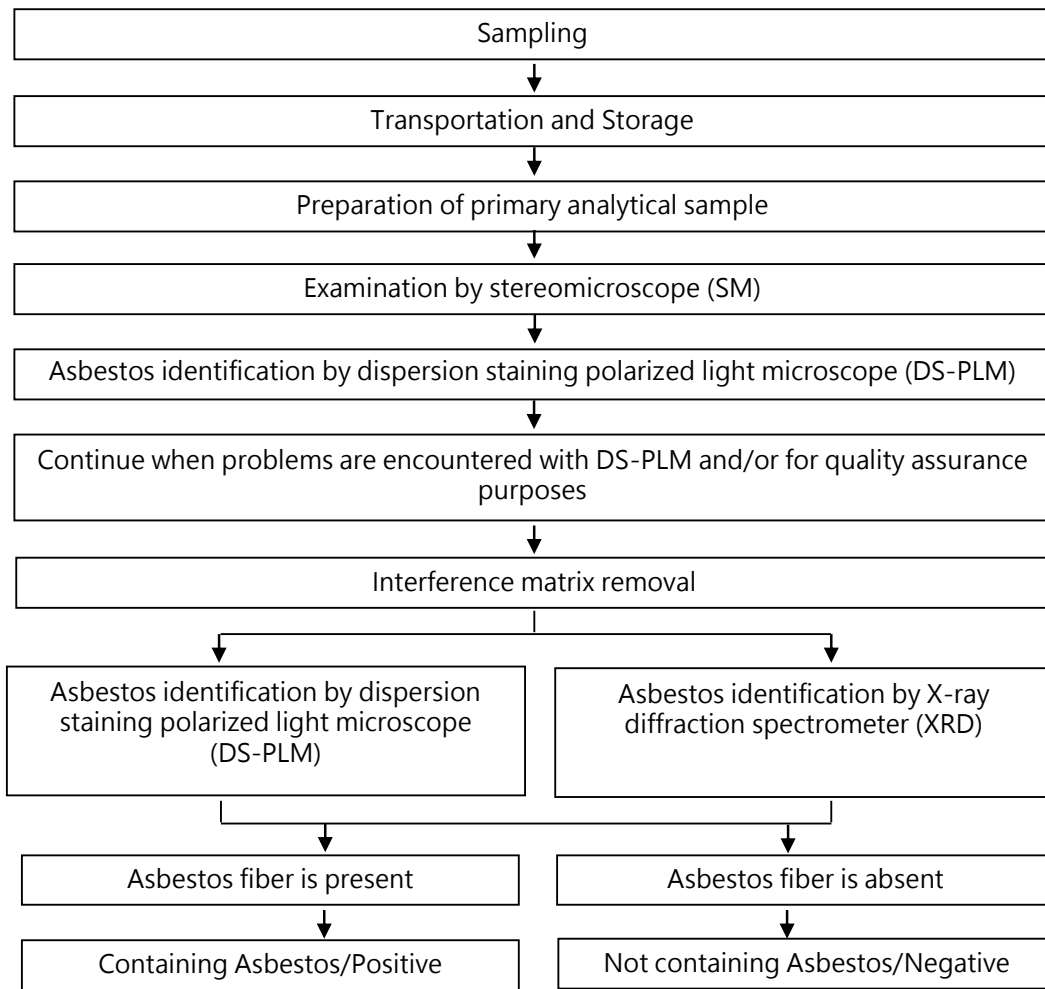 Sampling
Transportation and Storage
Preparation of primary analytical sample
Examination by stereomicroscope (SM)
Asbestos identification by dispersion staining polarized light microscope (DS-PLM)
Continue when problems are encountered with DS-PLM and/or for quality assurance
purposes
Interference matrix removal
Asbestos identification by dispersion
staining polarized light microscope
(DS-PLM)
Asbestos identification by X-ray
diffraction spectrometer (XRD)
Asbestos fiber is present
Asbestos fiber is absent
Containing Asbestos/Positive
Not containing Asbestos/Negative